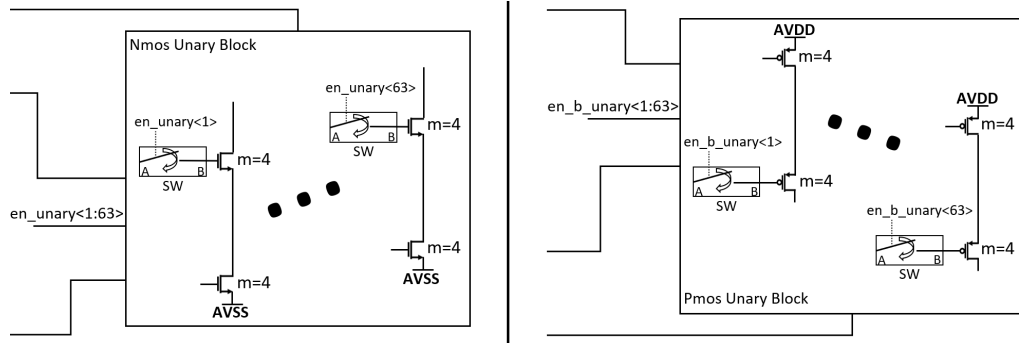 Nmos Unary Block
en_unary<63>
m=4
A
B
SW
en_unary<1>
m=4
A
B
SW
en_unary<1:63>
m=4
AVSS
m=4
AVSS
AVDD
m=4
en_b_unary<1:63>
AVDD
m=4
en_b_unary<1>
m=4
A
B
SW
en_b_unary<63>
m=4
A
B
SW
Pmos Unary Block